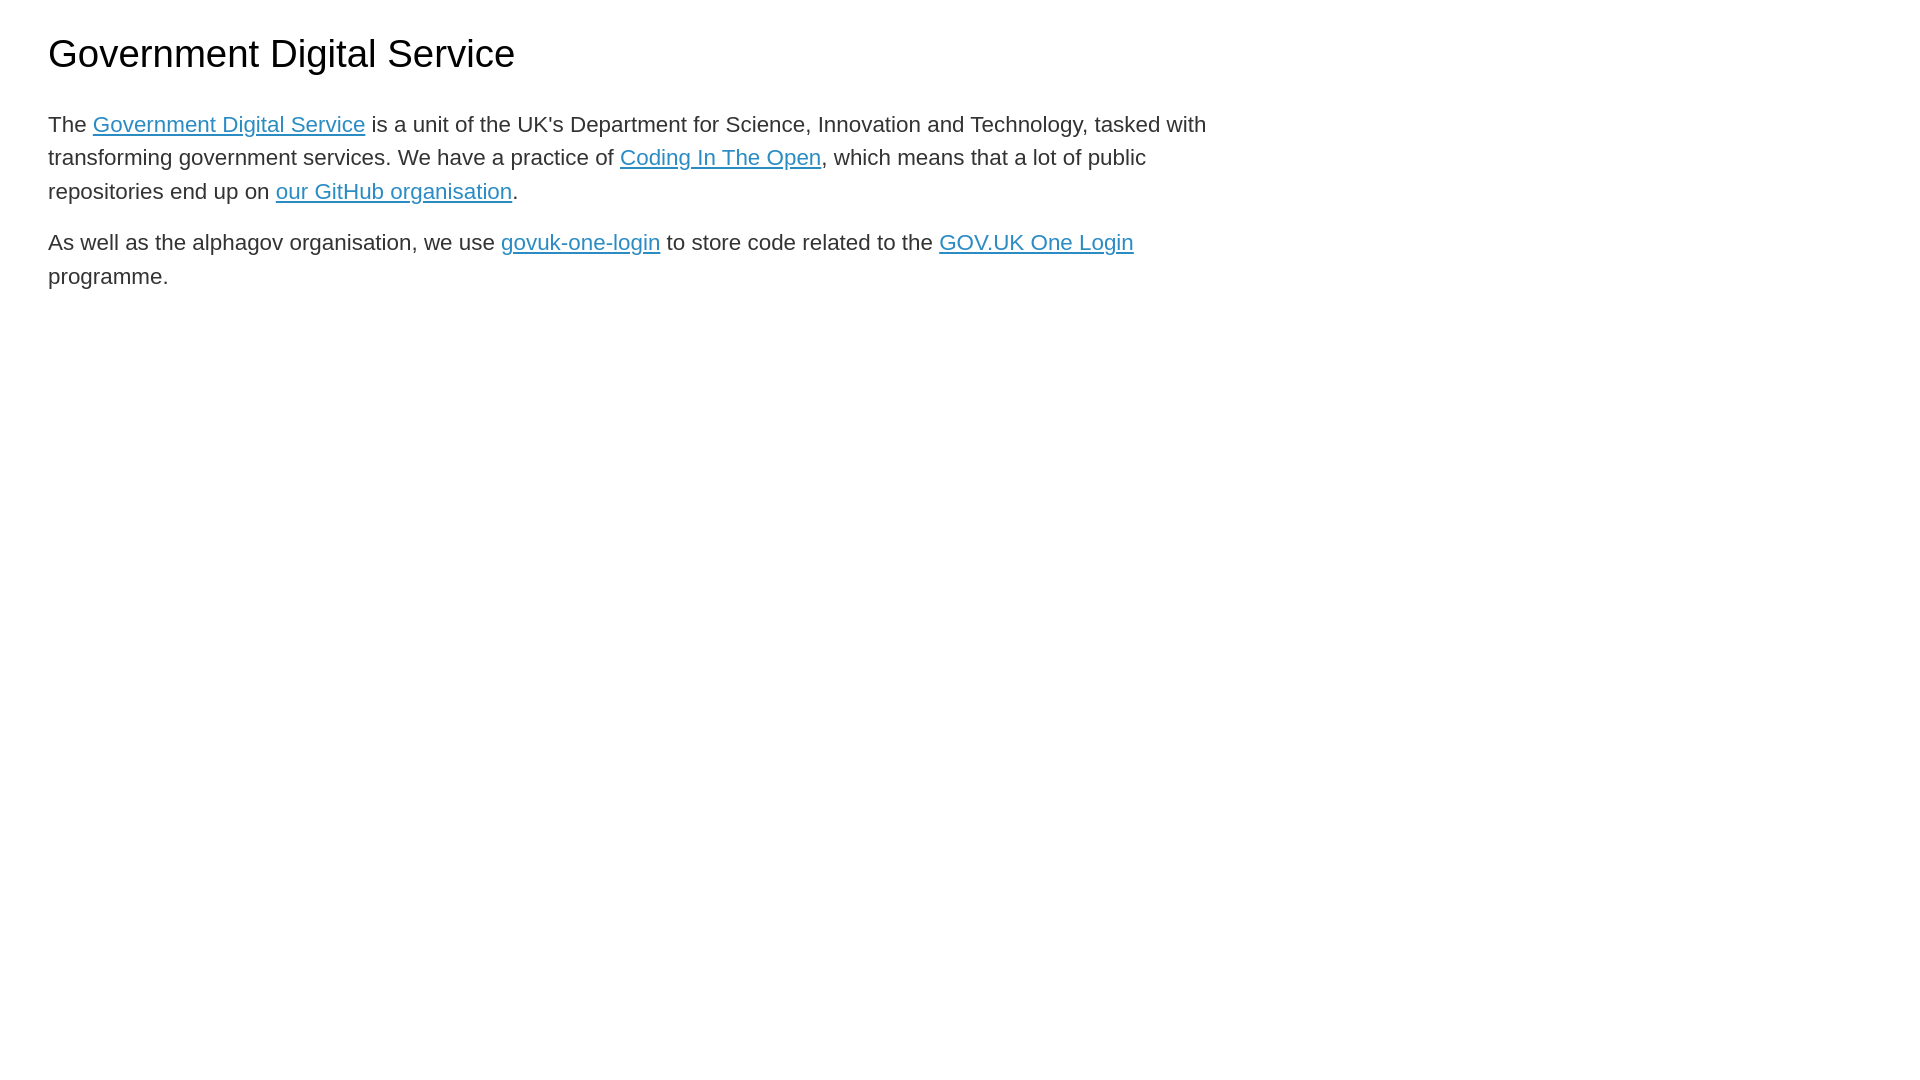 Government Digital Service
The Government Digital Service is a unit of the UK's Department for Science, Innovation and Technology, tasked with
transforming government services. We have a practice of Coding In The Open, which means that a lot of public
repositories end up on our GitHub organisation.
As well as the alphagov organisation, we use govuk-one-login to store code related to the GOV.UK One Login
programme.